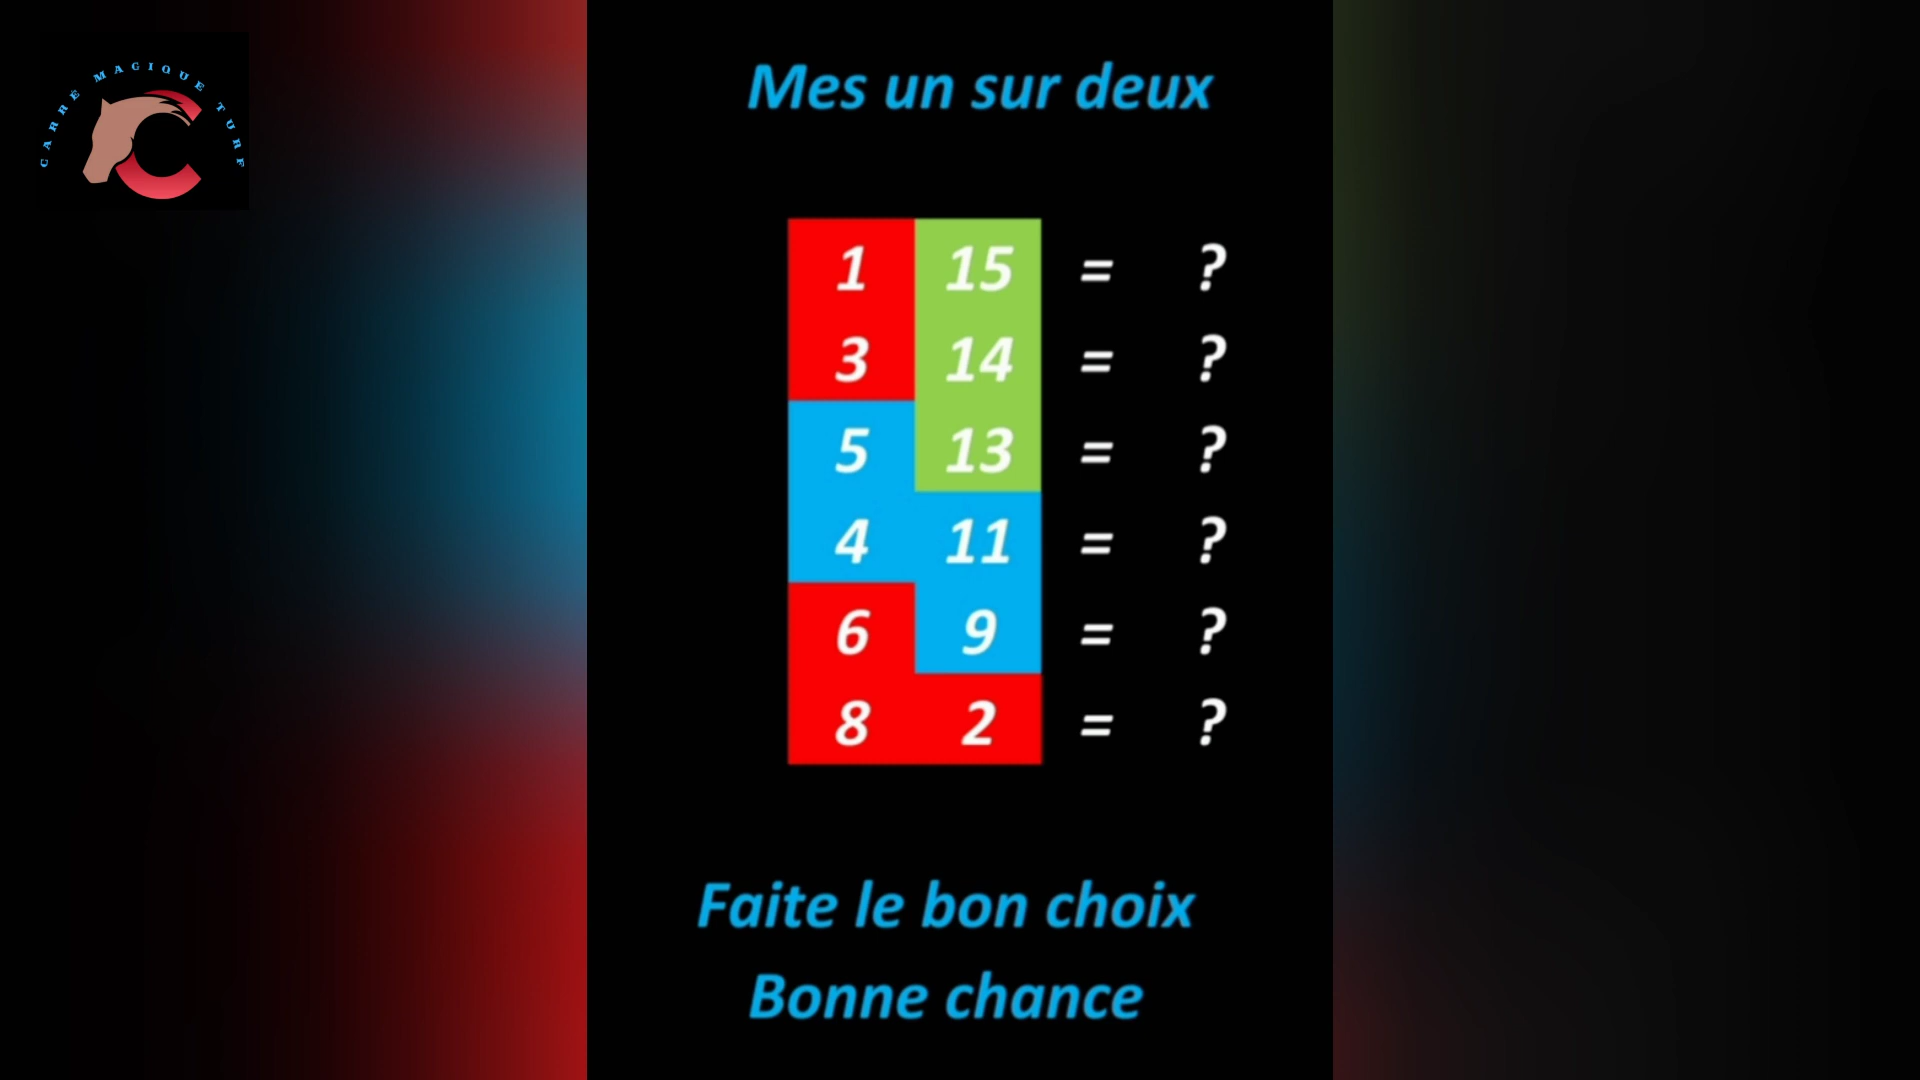 CARRÉ MAGIQUE TURF
Mes un sur deux
1 15 = ?
3 14 = ?
5 13 = ?
4 11 = ?
6 9 = ?
8 2 = ?
Faite le bon choix
Bonne chance